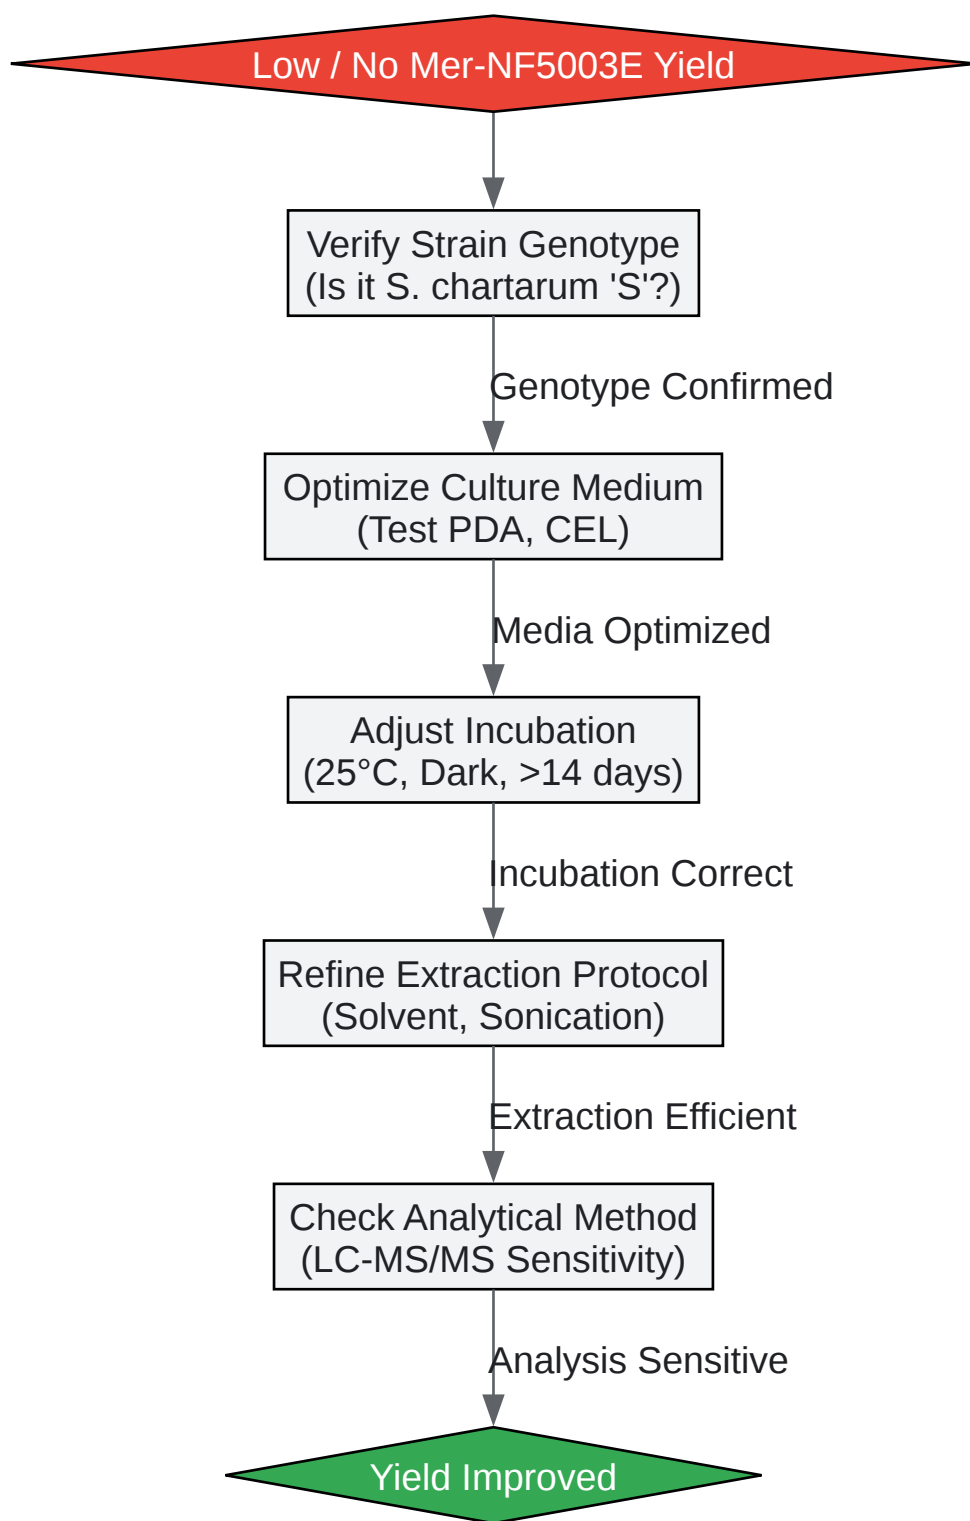 Low / No Mer-NF5003E Yield
Verify Strain Genotype
(Is it S. chartarum 'S'?)
Genotype Confirmed
Optimize Culture Medium
(Test PDA, CEL)
Media Optimized
Adjust Incubation
(25°C, Dark, >14 days)
Incubation Correct
Refine Extraction Protocol
(Solvent, Sonication)
Extraction Efficient
Check Analytical Method
(LC-MS/MS Sensitivity)
Analysis Sensitive
Yield Improved